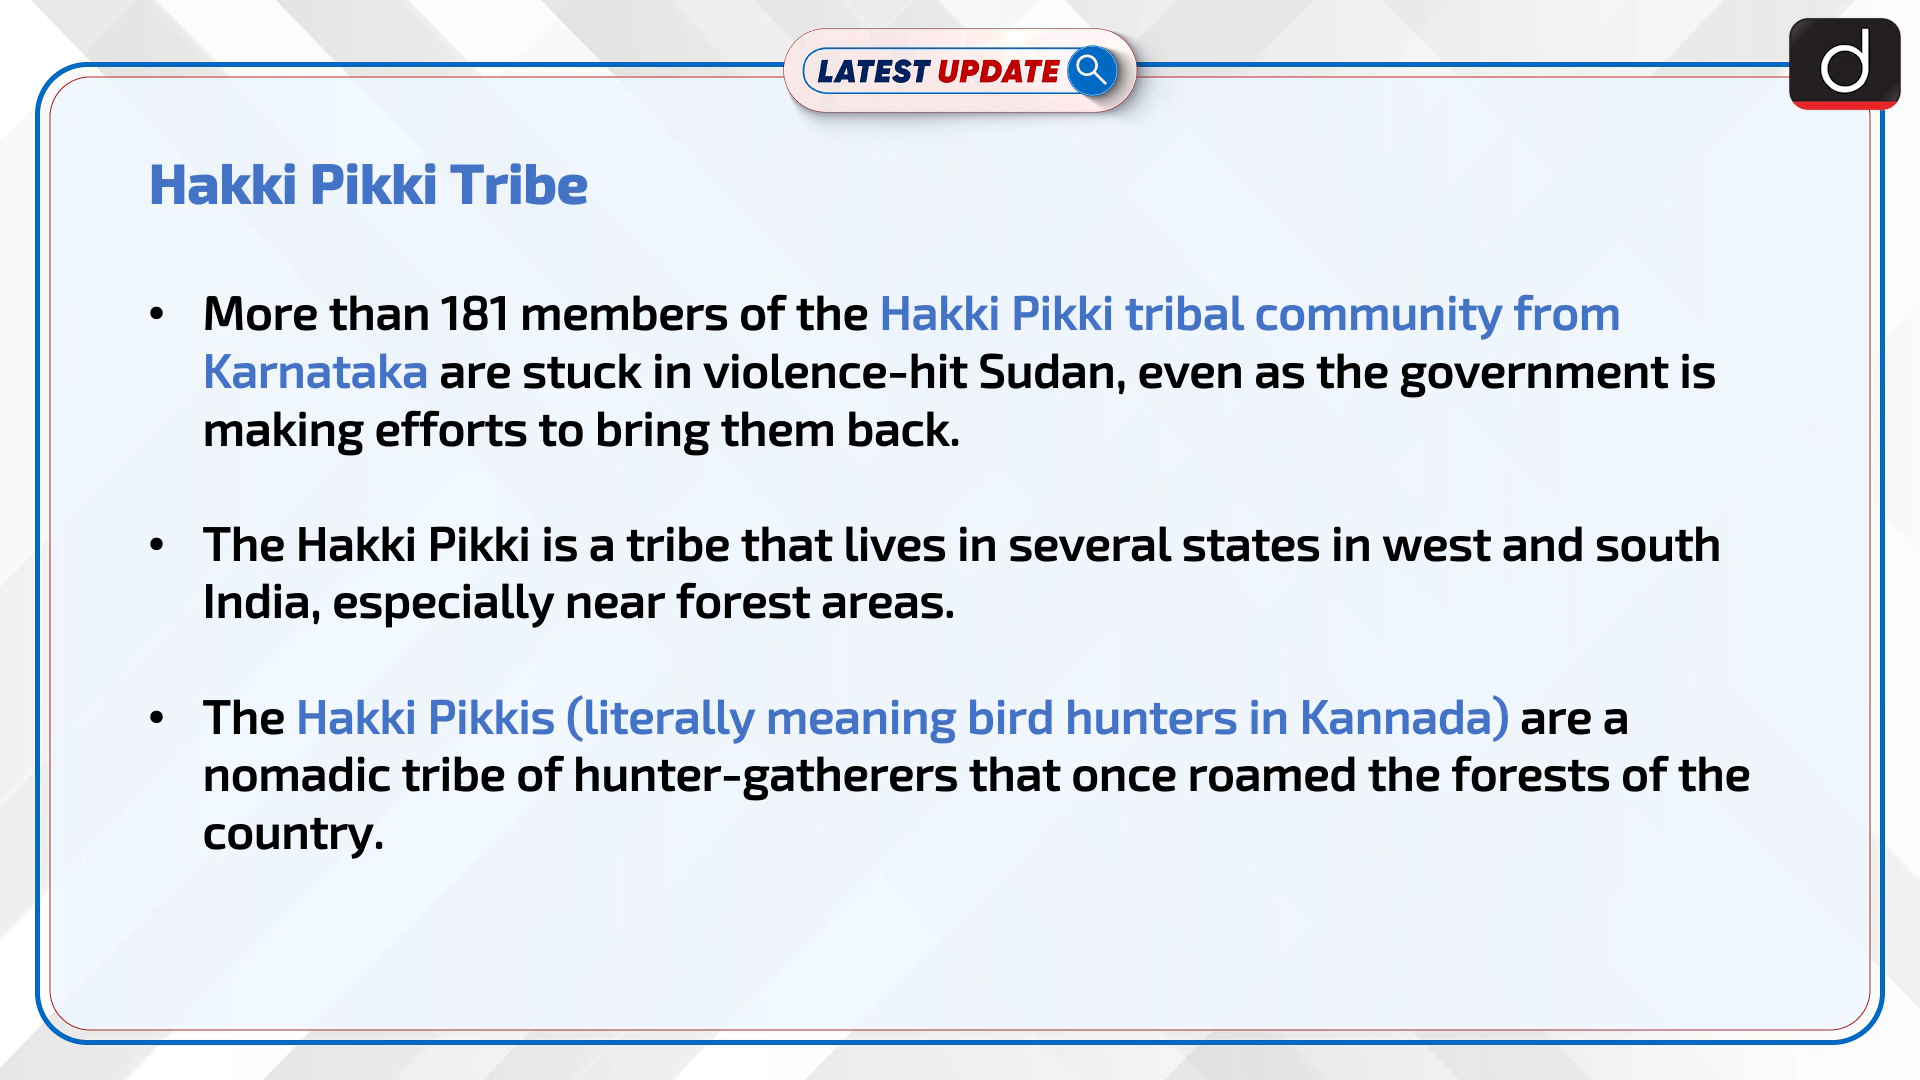 LATEST UPDATE
d
Hakki Pikki Tribe
• More than 181 members of the Hakki Pikki tribal community from
Karnataka are stuck in violence-hit Sudan, even as the government is
making efforts to bring them back.
• The Hakki Pikki is a tribe that lives in several states in west and south
India, especially near forest areas.
• The Hakki Pikkis (literally meaning bird hunters in Kannada) are a
nomadic tribe of hunter-gatherers that once roamed the forests of the
country.